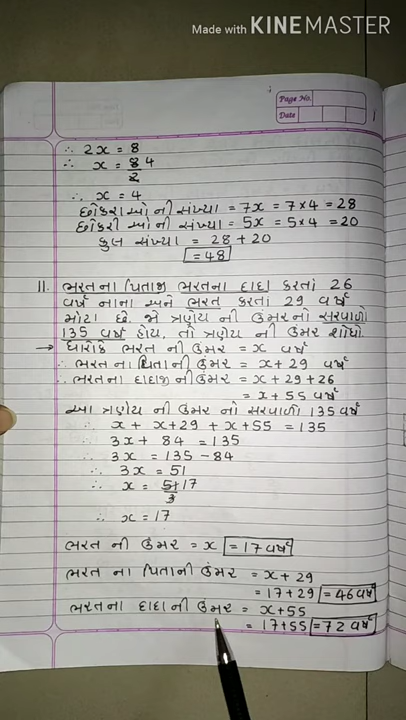 Made with KINEMASTER
Page No.
Date
∴ 2x = 8
∴ x = 8 4
2
∴ x = 4
છોકરાઓ ની સંખ્યા = 7x = 7×4 = 28
છોકરી ઓ ની સંખ્યા = 5x = 5×4 = 20
કુલ સંખ્યા = 28 + 20
= 48
11. ભરતના પિતાજી ભરતના દાદા કરતાં 26
વર્ષ નાના અને ભરત કરતાં 29 વર્ષ
મોટા છે. જો ત્રણેય ની ઉંમરનો સરવાળો
135 વર્ષ હોય, તો ત્રણેય ની ઉંમર શોધો
→ ધારોકે ભરત ની ઉંમર = x વર્ષ
∴ ભરતના પિતા ની ઉંમર = x + 29 વર્ષ
∴ ભરતના દાદાજી ની ઉંમર = x + 29 + 26
= x + 55 વર્ષ
આ ત્રણેય ની ઉંમર નો સરવાળો 135 વર્ષ
∴ x + x+29 + x+55 = 135
∴ 3x + 84 = 135
∴ 3x = 135 - 84
∴ 3x = 51
∴ x = 51 17
3
∴ x = 17
ભરત ની ઉંમર = x = 17 વર્ષ
ભરત ના પિતાની ઉંમર = x + 29
= 17 + 29 = 46 વર્ષ
ભરતના દાદા ની ઉંમર = x + 55
= 17 + 55 = 72 વર્ષ